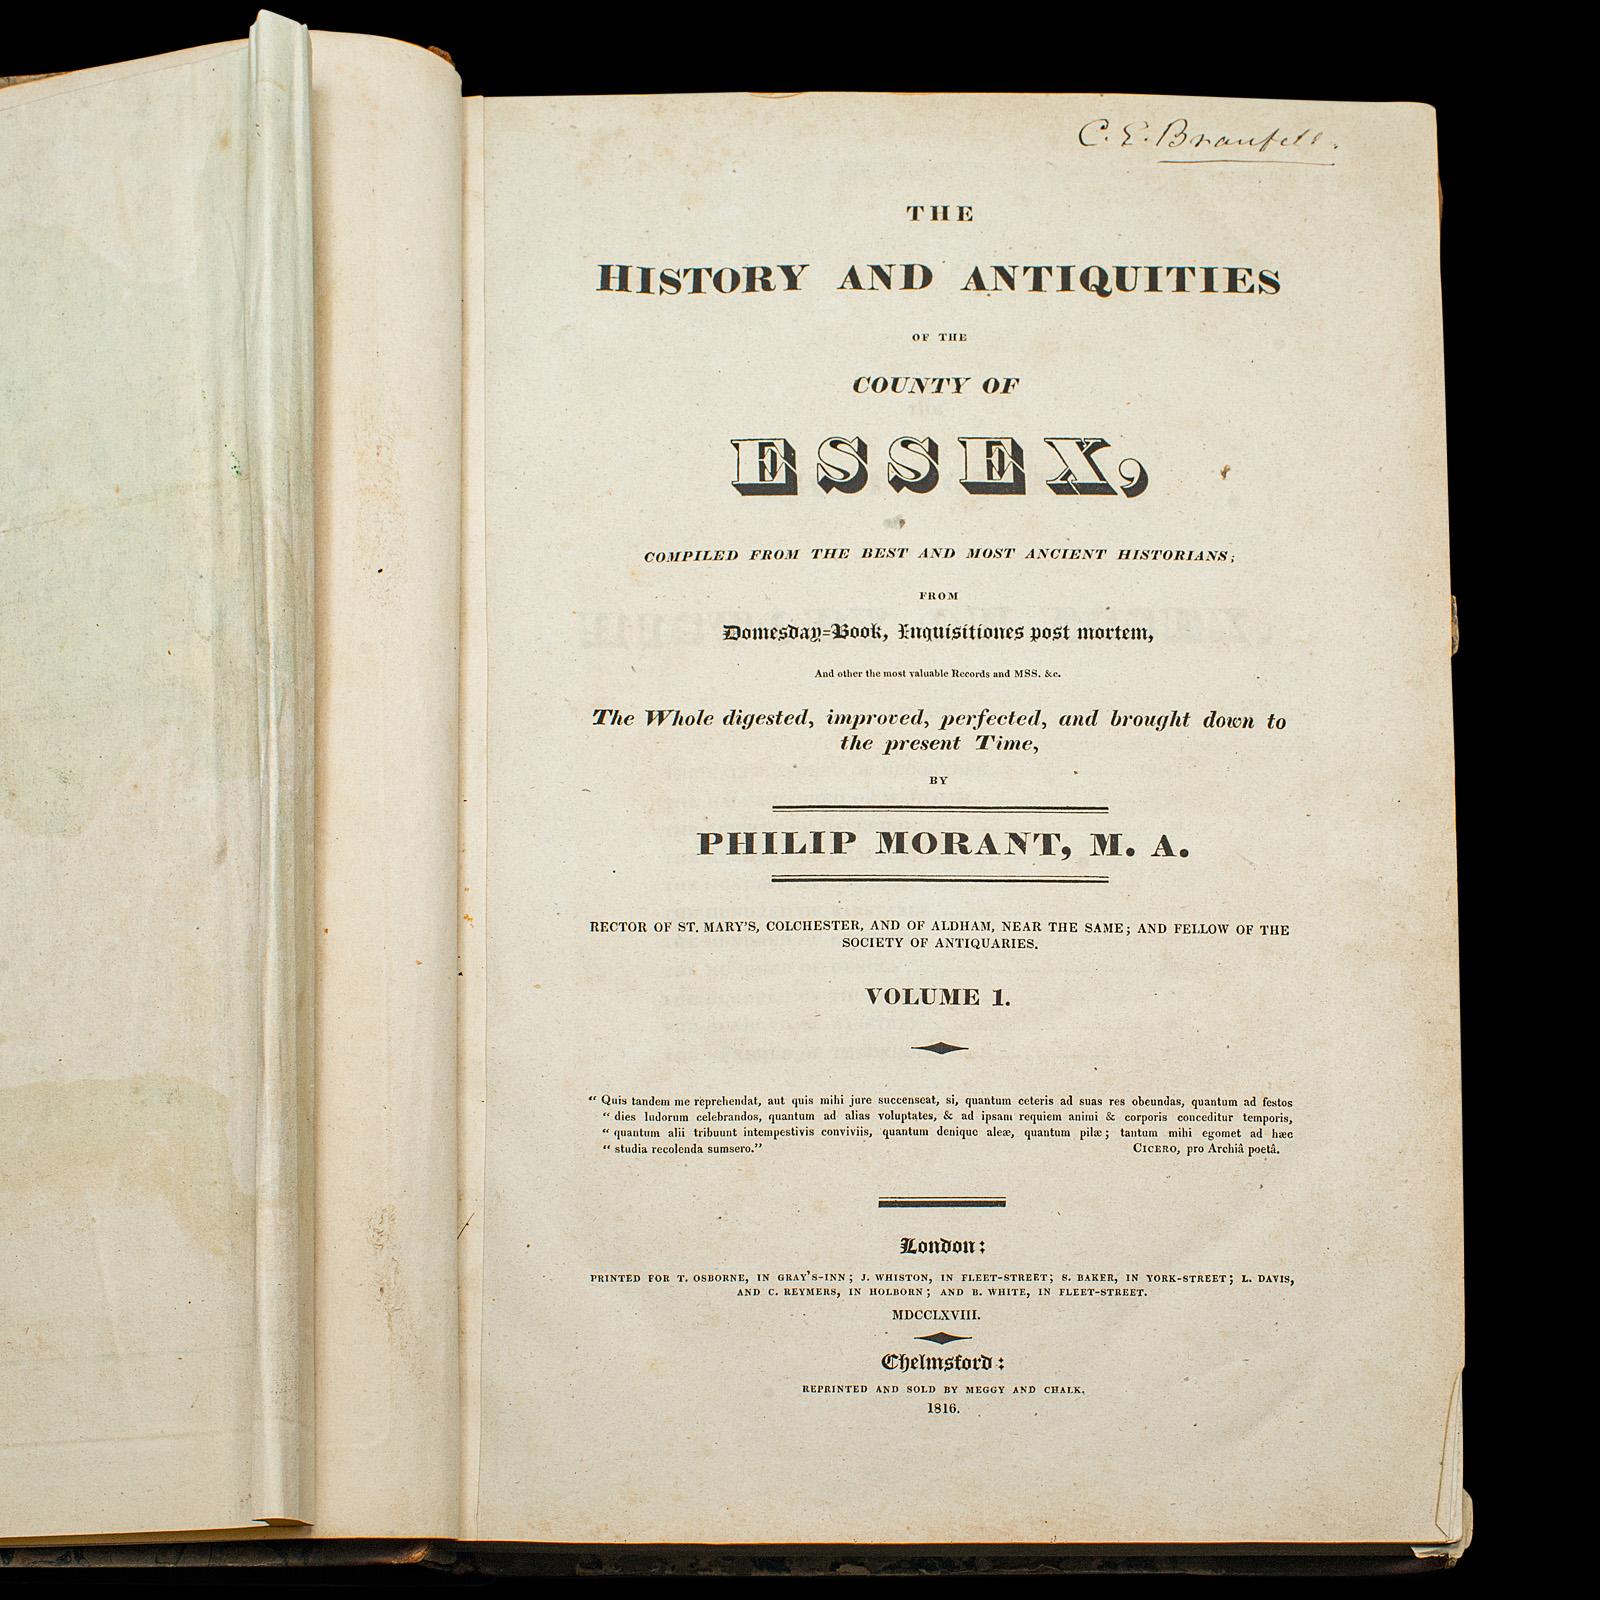 C. E. Branfill.
THE
HISTORY AND ANTIQUITIES
OF THE
COUNTY OF
ESSEX,
COMPILED FROM THE BEST AND MOST ANCIENT HISTORIANS;
FROM
Domesday=Book, Inquisitiones post mortem,
And other the most valuable Records and MSS. &c.
The Whole digested, improved, perfected, and brought down to
the present Time,
BY
PHILIP MORANT, M. A.
RECTOR OF ST. MARY'S, COLCHESTER, AND OF ALDHAM, NEAR THE SAME; AND FELLOW OF THE
SOCIETY OF ANTIQUARIES.
VOLUME 1.
“ Quis tandem me reprehendat, aut quis mihi jure succenseat, si, quantum ceteris ad suas res obeundas, quantum ad festos
“ dies ludorum celebrandos, quantum ad alias voluptates, & ad ipsam requiem animi & corporis conceditur temporis,
“ quantum alii tribuunt intempestivis conviviis, quantum denique aleæ, quantum pilæ; tantum mihi egomet ad hæc
“ studia recolenda sumsero.” CICERO, pro Archiâ poetâ.
London:
PRINTED FOR T. OSBORNE, IN GRAY'S-INN; J. WHISTON, IN FLEET-STREET; S. BAKER, IN YORK-STREET; L. DAVIS,
AND C. REYMERS, IN HOLBORN; AND B. WHITE, IN FLEET-STREET.
MDCCLXVIII.
Chelmsford:
REPRINTED AND SOLD BY MEGGY AND CHALK.
1816.